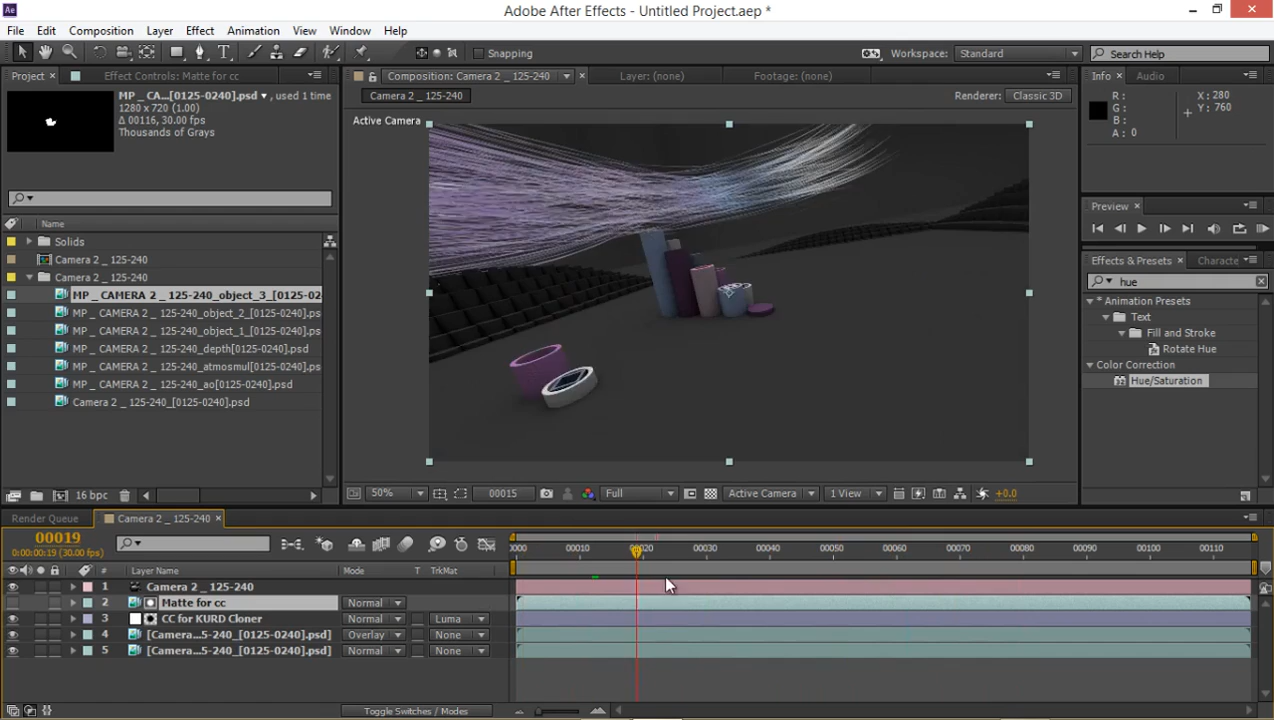 Ae
Adobe After Effects - Untitled Project.aep *
File Edit Composition Layer Effect Animation View Window Help
Snapping
Workspace: Standard
Search Help
Project
Effect Controls: Matte for cc
Composition: Camera 2 _125-240
Layer: (none)
Footage: (none)
Info
Audio
MP _ CA...[0125-0240].psd ▾, used 1 time
1280 x 720 (1.00)
Δ 00116, 30.00 fps
Thousands of Grays
Camera 2 _125-240
Renderer: Classic 3D
Active Camera
R:
G:
B:
A: 0
X: 280
Y: 760
Preview
Name
Solids
Camera 2 _ 125-240
Camera 2 _ 125-240
MP _ CAMERA 2 _ 125-240_object_3_[0125-02
MP _ CAMERA 2 _ 125-240_object_2_[0125-0240].ps
MP _ CAMERA 2 _ 125-240_object_1_[0125-0240].ps
MP _ CAMERA 2 _ 125-240_depth[0125-0240].psd
MP _ CAMERA 2 _ 125-240_atmosmul[0125-0240].ps
MP _ CAMERA 2 _ 125-240_ao[0125-0240].psd
Camera 2 _ 125-240_[0125-0240].psd
Effects & Presets
Characte
hue
* Animation Presets
Text
Fill and Stroke
Rotate Hue
Color Correction
Hue/Saturation
16 bpc
50%
00015
Full
Active Camera
1 View
+0.0
Render Queue
Camera 2 _ 125-240
00019
0:00:00:19 (30.00 fps)
0000 00010 00020 00030 00040 00050 00060 00070 00080 00090 00100 00110
# Layer Name Mode T TrkMat
1 Camera 2 _ 125-240
2 Matte for cc Normal
3 CC for KURD Cloner Normal Luma
4 [Camera...5-240_[0125-0240].psd] Overlay None
5 [Camera...5-240_[0125-0240].psd] Normal None
Toggle Switches / Modes